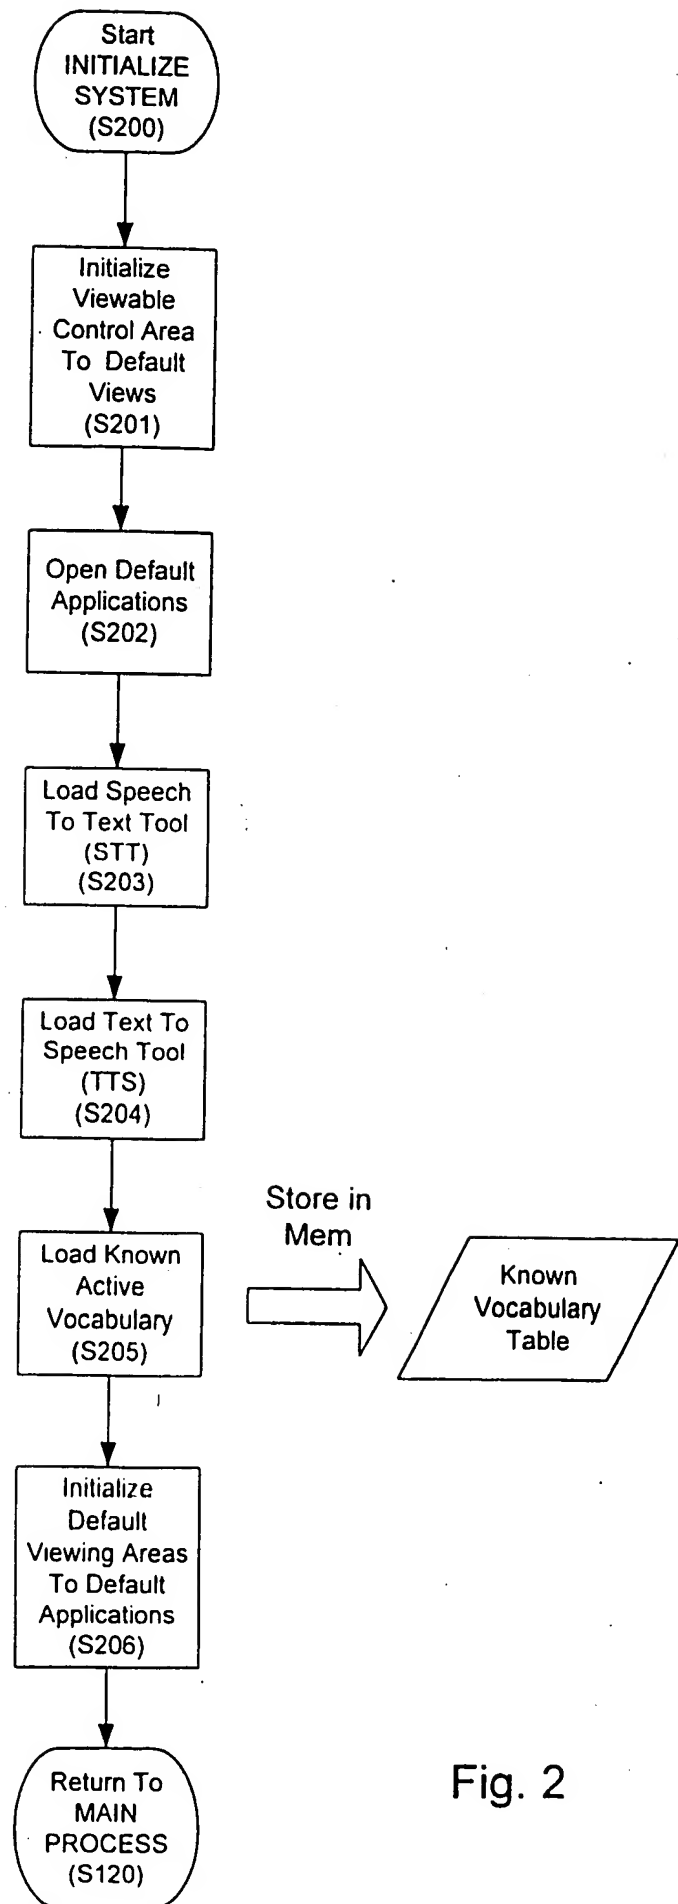 Start
INITIALIZE
SYSTEM
(S200)
Initialize
Viewable
Control Area
To Default
Views
(S201)
Open Default
Applications
(S202)
Load Speech
To Text Tool
(STT)
(S203)
Load Text To
Speech Tool
(TTS)
(S204)
Load Known
Active
Vocabulary
(S205)
Store in
Mem
Known
Vocabulary
Table
Initialize
Default
Viewing Areas
To Default
Applications
(S206)
Return To
MAIN
PROCESS
(S120)
Fig. 2